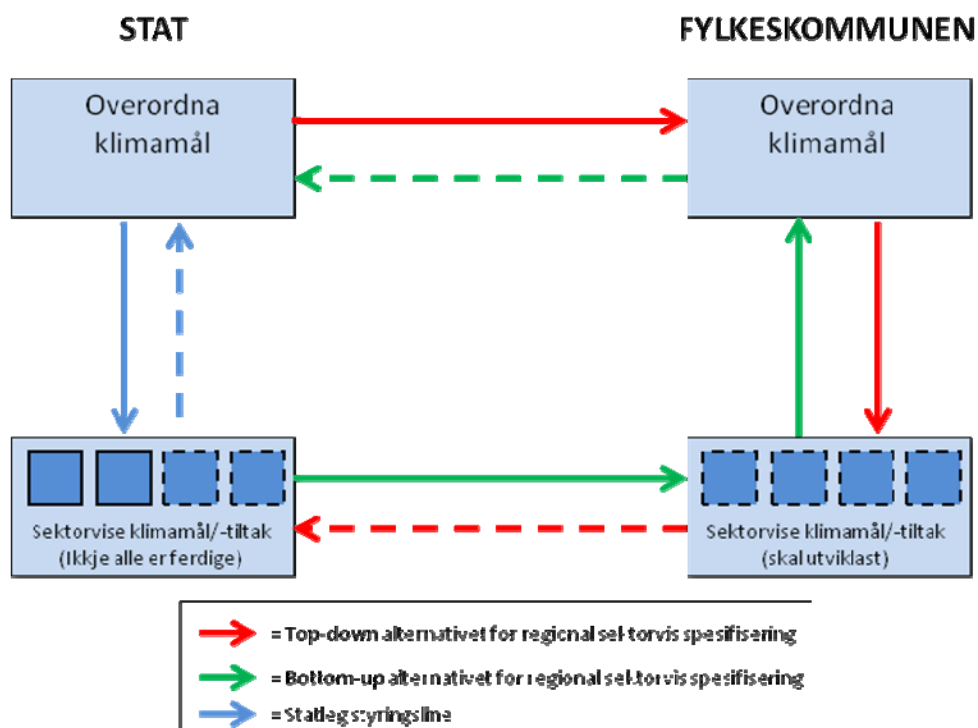 STAT
FYLKESKOMMUNEN
Overordna
klimamål
Overordna
klimamål
Sektorvise klimamål/-tiltak
(Ikkje alle er ferdige)
Sektorvise klimamål/-tiltak
(skal utviklast)
= Top-down alternativet for regional sektorvis spesifisering
= Bottom-up alternativet for regional sektorvis spesifisering
= Statleg styringsline